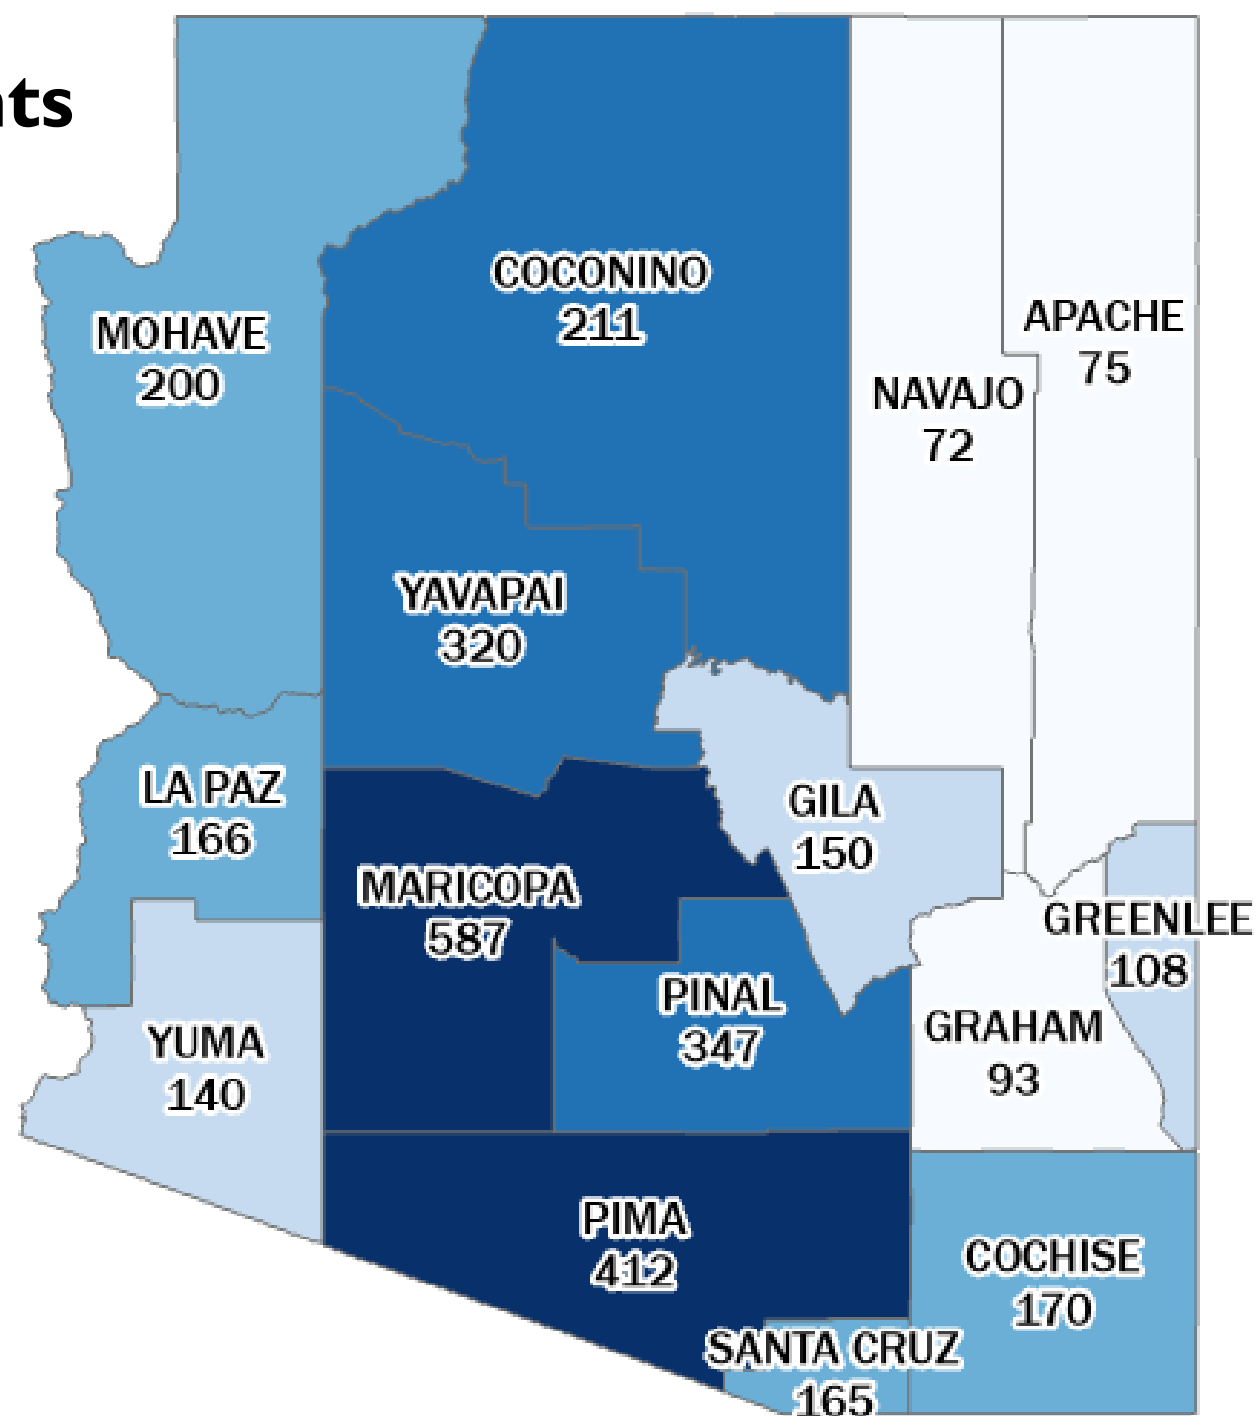 COCONINO
211
APACHE
75
MOHAVE
200
NAVAJO
72
YAVAPAI
320
LA PAZ
166
GILA
150
MARICOPA
587
GREENLEE
108
PINAL
347
GRAHAM
93
YUMA
140
PIMA
412
COCHISE
170
SANTA CRUZ
165